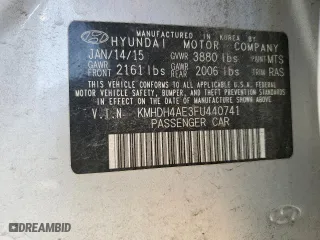 MANUFACTURED IN KOREA BY
HYUNDAI MOTOR COMPANY
JAN/14/15 GVWR 3880 lbs PAINT MTS
GAWR FRONT 2161 lbs GAWR REAR 2006 lbs TRIM RAS
THIS VEHICLE CONFORMS TO ALL APPLICABLE U.S.A. FEDERAL
MOTOR VEHICLE SAFETY, BUMPER, AND THEFT PREVENTION
STANDARDS IN EFFECT ON THE DATE OF MANUFACTURE SHOWN ABOVE.
V.I.N. KMHDH4AE3FU440741
PASSENGER CAR
DREAMBID